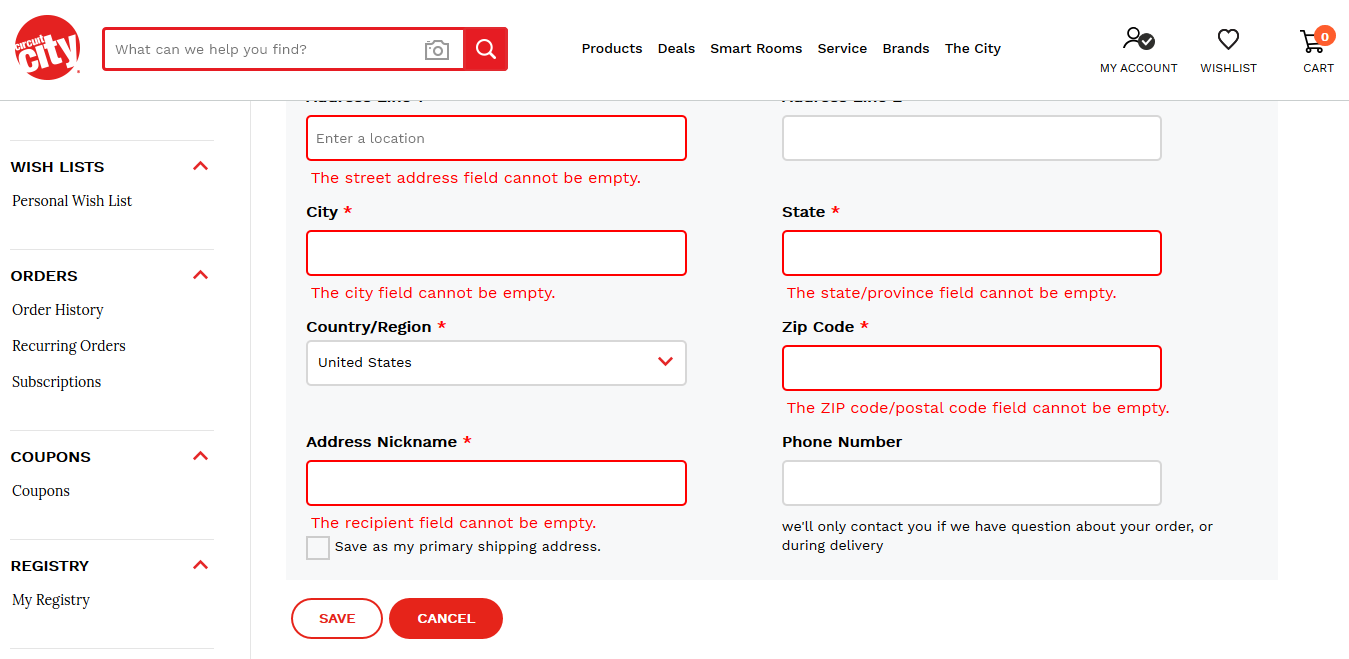 circuit city
What can we help you find?
Products Deals Smart Rooms Service Brands The City
MY ACCOUNT WISHLIST 0 CART
WISH LISTS
Personal Wish List
ORDERS
Order History
Recurring Orders
Subscriptions
COUPONS
Coupons
REGISTRY
My Registry
Enter a location
The street address field cannot be empty.
City * State *
The city field cannot be empty. The state/province field cannot be empty.
Country/Region * Zip Code *
United States
The ZIP code/postal code field cannot be empty.
Address Nickname * Phone Number
The recipient field cannot be empty.
Save as my primary shipping address.
we'll only contact you if we have question about your order, or
during delivery
SAVE CANCEL